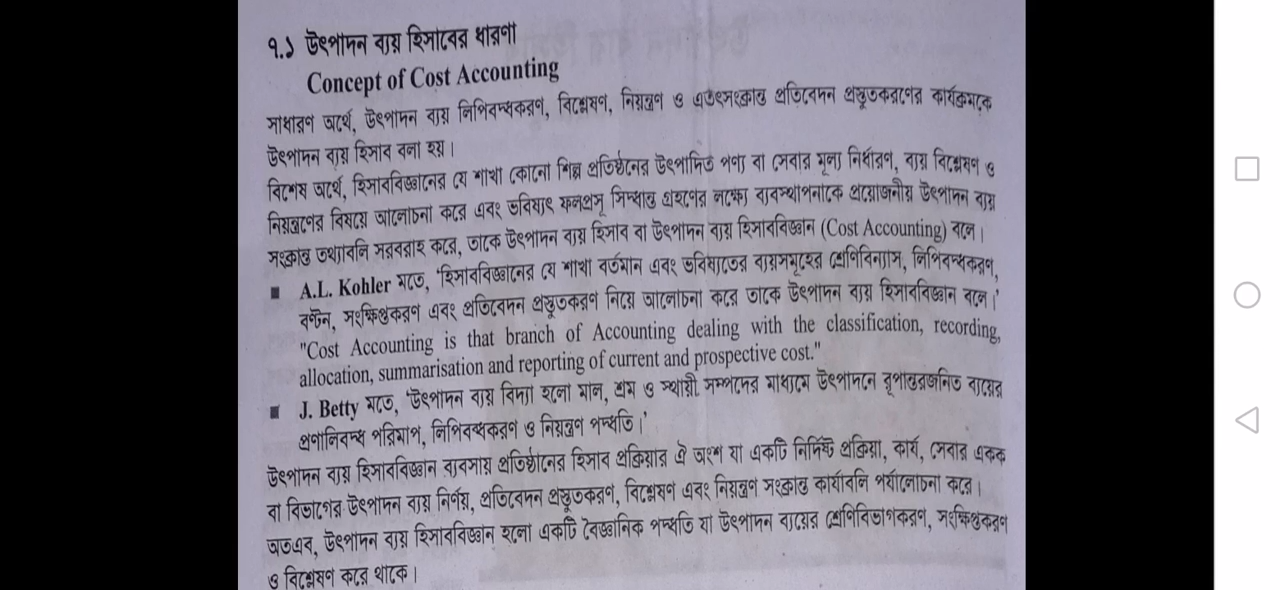 ৭.১ উৎপাদন ব্যয় হিসাবের ধারণা
Concept of Cost Accounting
সাধারণ অর্থে, উৎপাদন ব্যয় লিপিবদ্ধকরণ, বিশ্লেষণ, নিয়ন্ত্রণ ও এতৎসংক্রান্ত প্রতিবেদন প্রস্তুতকরণের কার্যক্রমকে
উৎপাদন ব্যয় হিসাব বলা হয়।
বিশেষ অর্থে, হিসাববিজ্ঞানের যে শাখা কোনো শিল্প প্রতিষ্ঠানের উৎপাদিত পণ্য বা সেবার মূল্য নির্ধারণ, ব্যয় বিশ্লেষণ ও
নিয়ন্ত্রণের বিষয়ে আলোচনা করে এবং ভবিষ্যৎ ফলপ্রসূ সিদ্ধান্ত গ্রহণের লক্ষ্যে ব্যবস্থাপনাকে প্রয়োজনীয় উৎপাদন ব্যয়
সংক্রান্ত তথ্যাবলি সরবরাহ করে, তাকে উৎপাদন ব্যয় হিসাব বা উৎপাদন ব্যয় হিসাববিজ্ঞান (Cost Accounting) বলে।
■ A.L. Kohler মতে, 'হিসাববিজ্ঞানের যে শাখা বর্তমান এবং ভবিষ্যতের ব্যয়সমূহের শ্রেণিবিন্যাস, লিপিবদ্ধকরণ,
বণ্টন, সংক্ষিপ্তকরণ এবং প্রতিবেদন প্রস্তুতকরণ নিয়ে আলোচনা করে তাকে উৎপাদন ব্যয় হিসাববিজ্ঞান বলে।'
"Cost Accounting is that branch of Accounting dealing with the classification, recording,
allocation, summarisation and reporting of current and prospective cost."
■ J. Betty মতে, 'উৎপাদন ব্যয় বিদ্যা হলো মাল, শ্রম ও স্থায়ী সম্পদের মাধ্যমে উৎপাদনে রূপান্তরজনিত ব্যয়ের
প্রণালিবদ্ধ পরিমাপ, লিপিবদ্ধকরণ ও নিয়ন্ত্রণ পদ্ধতি।'
উৎপাদন ব্যয় হিসাববিজ্ঞান ব্যবসায় প্রতিষ্ঠানের হিসাব প্রক্রিয়ার ঐ অংশ যা একটি নির্দিষ্ট প্রক্রিয়া, কার্য, সেবার একক
বা বিভাগের উৎপাদন ব্যয় নির্ণয়, প্রতিবেদন প্রস্তুতকরণ, বিশ্লেষণ এবং নিয়ন্ত্রণ সংক্রান্ত কার্যাবলি পর্যালোচনা করে।
অতএব, উৎপাদন ব্যয় হিসাববিজ্ঞান হলো একটি বৈজ্ঞানিক পদ্ধতি যা উৎপাদন ব্যয়ের শ্রেণিবিভাগকরণ, সংক্ষিপ্তকরণ
ও বিশ্লেষণ করে থাকে।